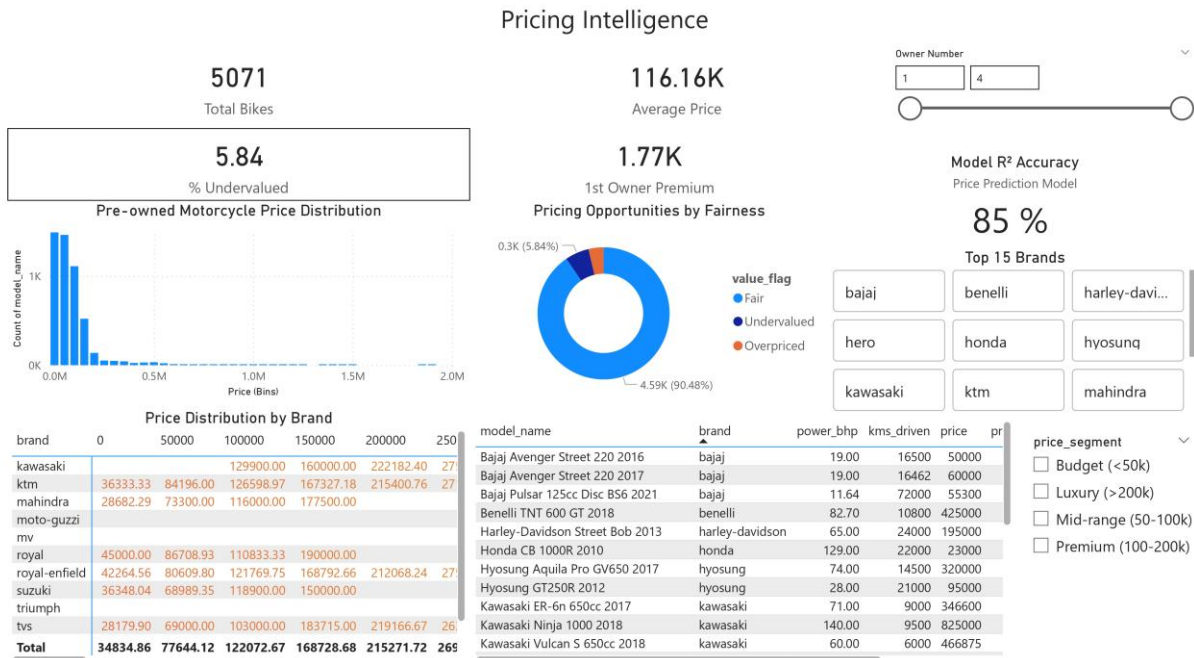 Pricing Intelligence
5071
Total Bikes
116.16K
Average Price
Owner Number
1 4
5.84
% Undervalued
1.77K
1st Owner Premium
Model R² Accuracy
Price Prediction Model
85 %
Pre-owned Motorcycle Price Distribution
Count of model_name
1K
0K
0.0M 0.5M 1.0M 1.5M 2.0M
Price (Bins)
Pricing Opportunities by Fairness
0.3K (5.84%)
4.59K (90.48%)
value_flag
Fair
Undervalued
Overpriced
Top 15 Brands
bajaj benelli harley-davi...
hero honda hyosung
kawasaki ktm mahindra
Price Distribution by Brand
brand 0 50000 100000 150000 200000 250
kawasaki 129900.00 160000.00 222182.40 27
ktm 36333.33 84196.00 126598.97 167327.18 215400.76 27
mahindra 28682.29 73300.00 116000.00 177500.00
moto-guzzi
mv
royal 45000.00 86708.93 110833.33 190000.00
royal-enfield 42264.56 80609.80 121769.75 168792.66 212068.24 27
suzuki 36348.04 68989.35 118900.00 150000.00
triumph
tvs 28179.90 69000.00 103000.00 183715.00 219166.67 26
Total 34834.86 77644.12 122072.67 168728.68 215271.72 269
model_name brand power_bhp kms_driven price pr
Bajaj Avenger Street 220 2016 bajaj 19.00 16500 50000
Bajaj Avenger Street 220 2017 bajaj 19.00 16462 60000
Bajaj Pulsar 125cc Disc BS6 2021 bajaj 11.64 72000 55300
Benelli TNT 600 GT 2018 benelli 82.70 10800 425000
Harley-Davidson Street Bob 2013 harley-davidson 65.00 24000 195000
Honda CB 1000R 2010 honda 129.00 22000 23000
Hyosung Aquila Pro GV650 2017 hyosung 74.00 14500 320000
Hyosung GT250R 2012 hyosung 28.00 21000 95000
Kawasaki ER-6n 650cc 2017 kawasaki 71.00 9000 346600
Kawasaki Ninja 1000 2018 kawasaki 140.00 9500 825000
Kawasaki Vulcan S 650cc 2018 kawasaki 60.00 6000 466875
price_segment
Budget (<50k)
Luxury (>200k)
Mid-range (50-100k)
Premium (100-200k)